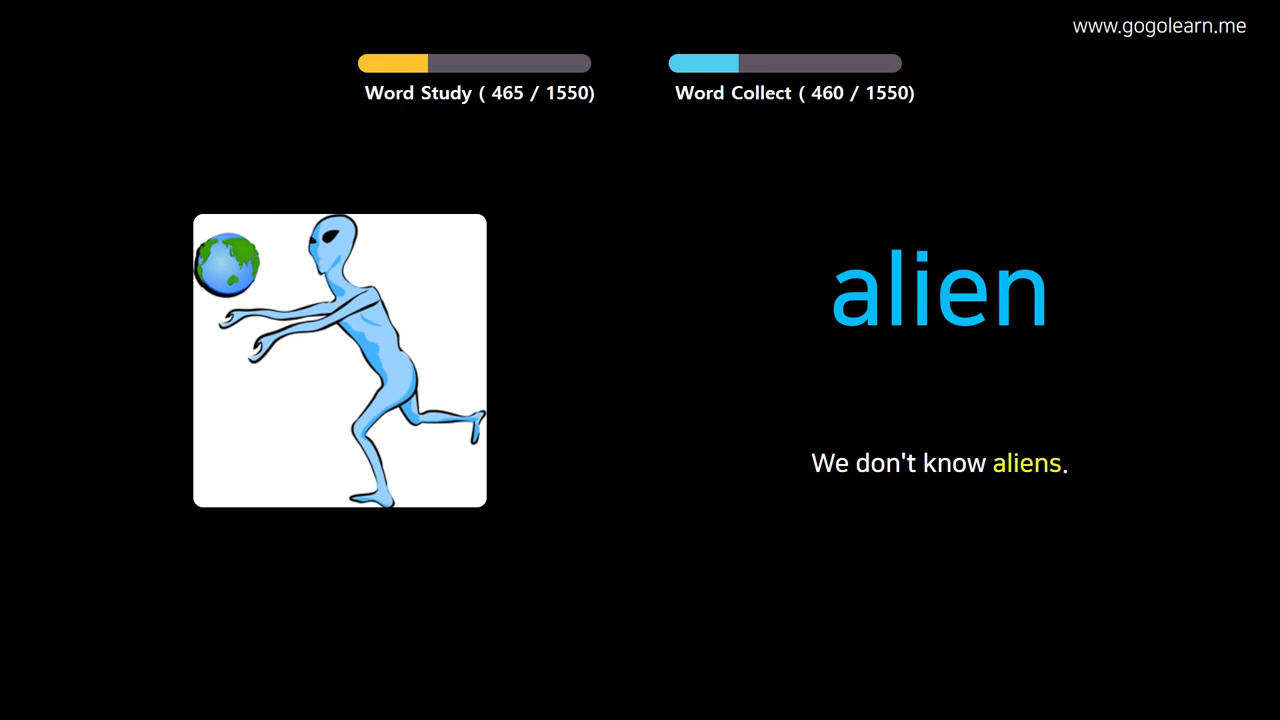 www.gogolearn.me
Word Study ( 465 / 1550)
Word Collect ( 460 / 1550)
alien
We don't know aliens.